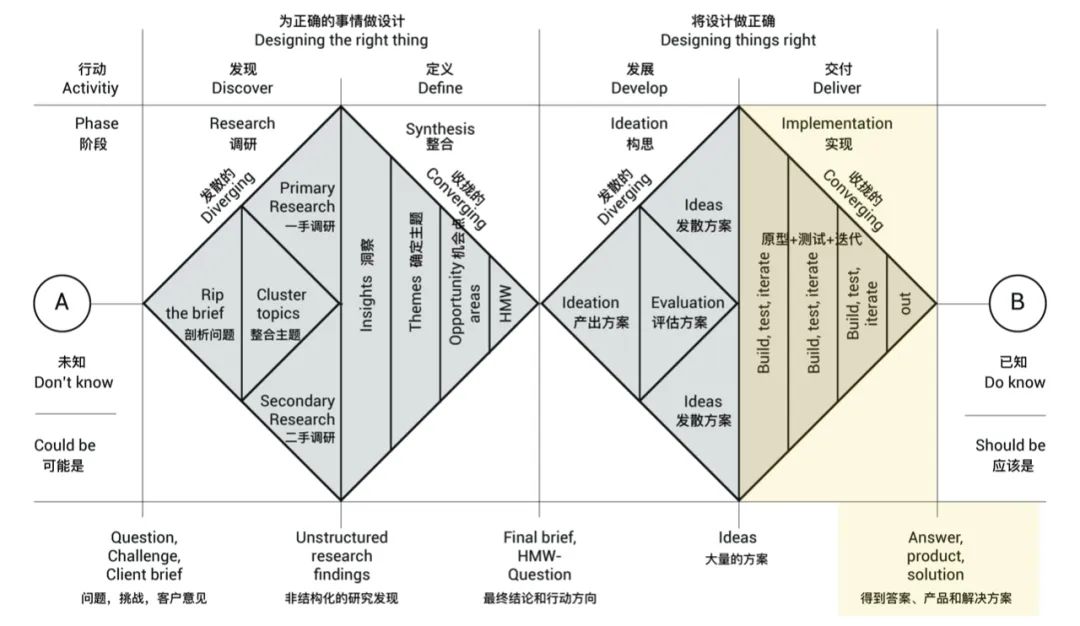 为正确的事情做设计
Designing the right thing
将设计做正确
Designing things right
行动
Activitiy
发现
Discover
定义
Define
发展
Develop
交付
Deliver
Phase
阶段
Research
调研
Synthesis
整合
Ideation
构思
Implementation
实现
发散的
Diverging
收拢的
Converging
发散的
Diverging
收拢的
Converging
Primary
Research
一手调研
Rip
the brief
剖析问题
Cluster
topics
整合主题
Secondary
Research
二手调研
Insights 洞察
Themes 确定主题
Opportunity 机会点
areas
HMW
Ideas
发散方案
Ideation
产出方案
Evaluation
评估方案
Ideas
发散方案
原型+测试+迭代
Build, test, iterate
Build, test, iterate
Build, test,
iterate
out
A
未知
Don't know
Could be
可能是
B
已知
Do know
Should be
应该是
Question,
Challenge,
Client brief
问题，挑战，客户意见
Unstructured
research
findings
非结构化的研究发现
Final brief,
HMW-
Question
最终结论和行动方向
Ideas
大量的方案
Answer,
product,
solution
得到答案、产品和解决方案